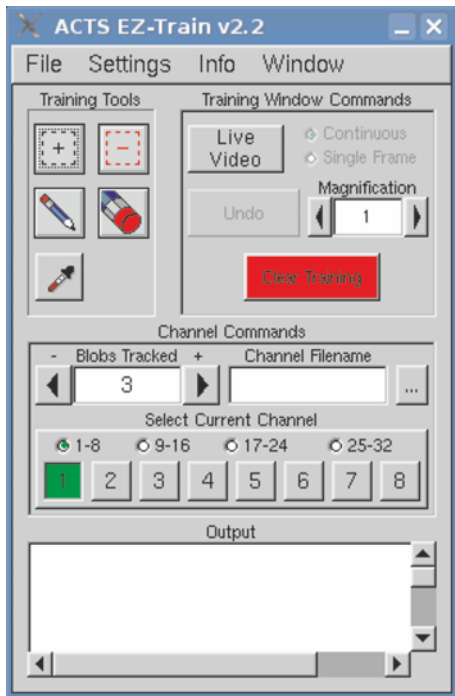 ACTS EZ-Train v2.2
File Settings Info Window
Training Tools
Training Window Commands
Live
Video
Continuous
Single Frame
Magnification
Undo
1
Clear Training
Channel Commands
- Blobs Tracked + Channel Filename
3
...
Select Current Channel
1-8 9-16 17-24 25-32
1 2 3 4 5 6 7 8
Output